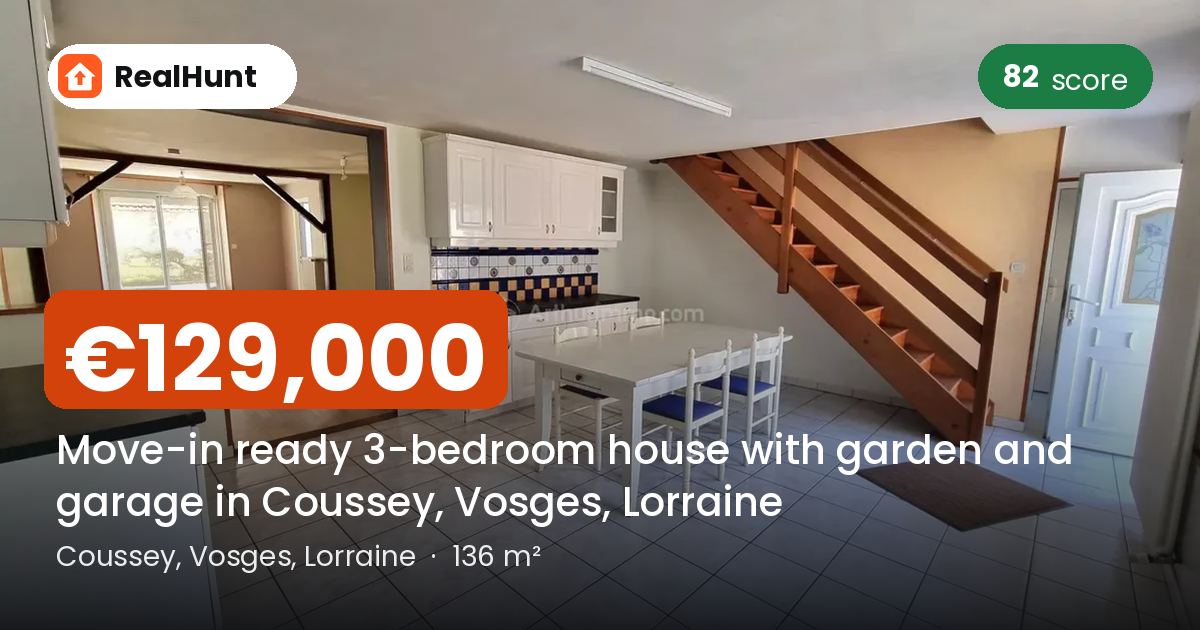 RealHunt
82 score
€129,000
Move-in ready 3-bedroom house with garden and
garage in Coussey, Vosges, Lorraine
Coussey, Vosges, Lorraine · 136 m²